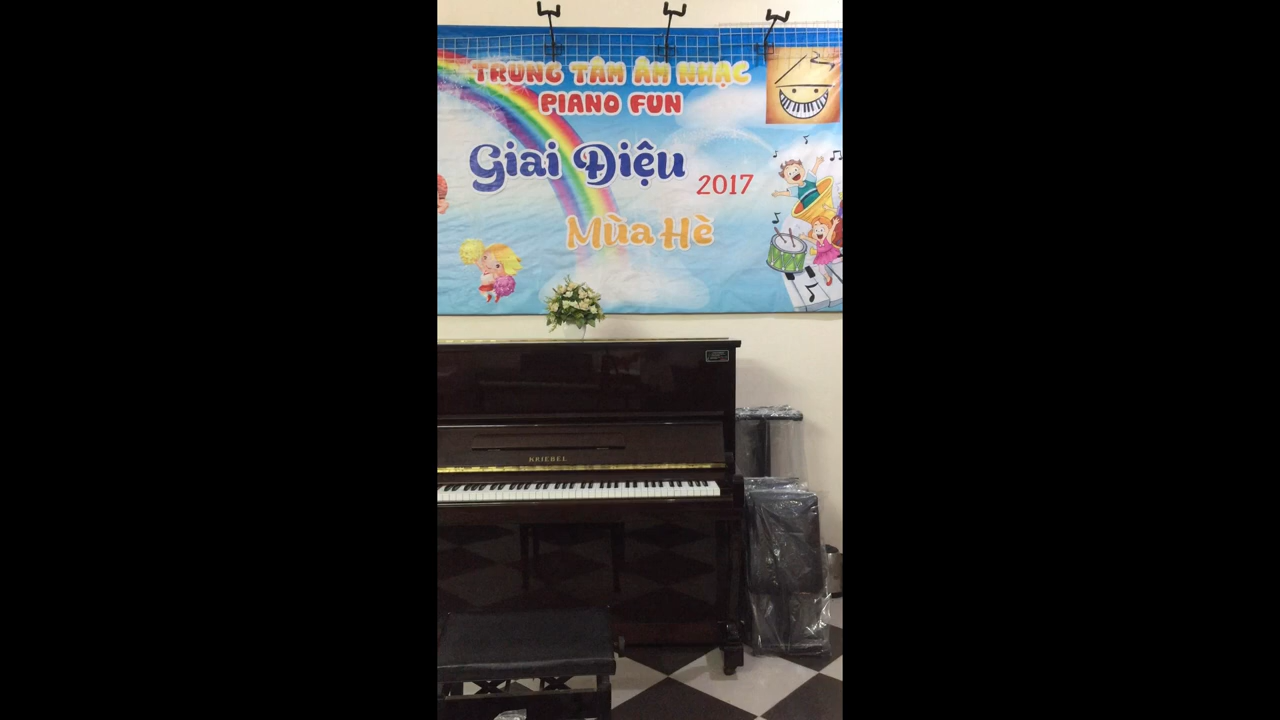 TRUNG TÂM ÂM NHẠC
PIANO FUN
Giai Điệu
2017
Mùa Hè
KRIEBEL